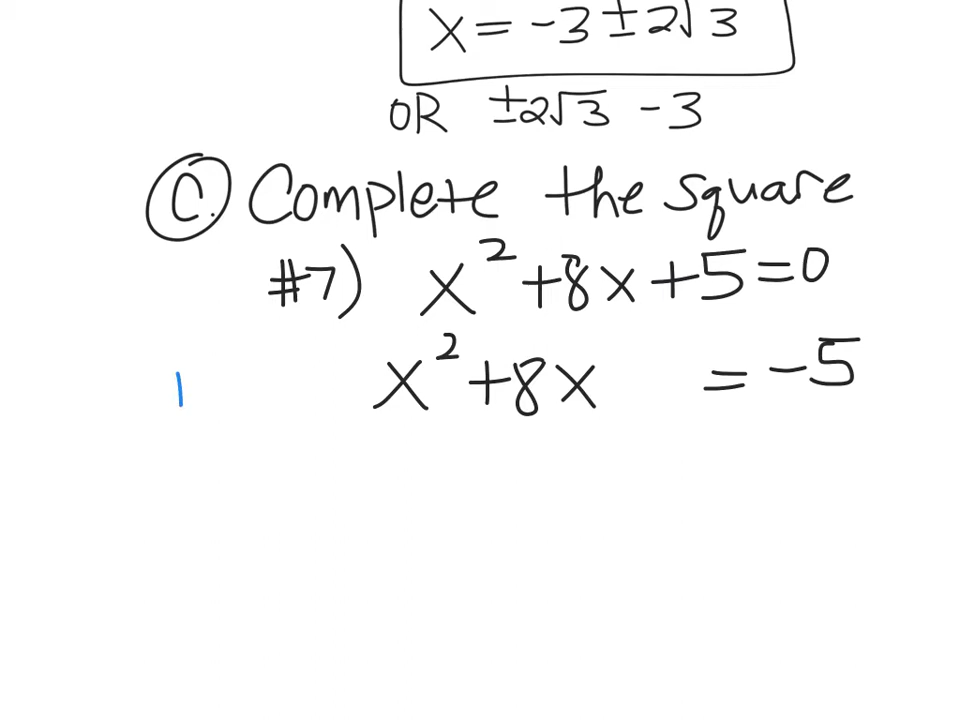 x = -3 ± 2√3
OR ±2√3 - 3
C. Complete the square
#7) x² + 8x + 5 = 0
x² + 8x = -5